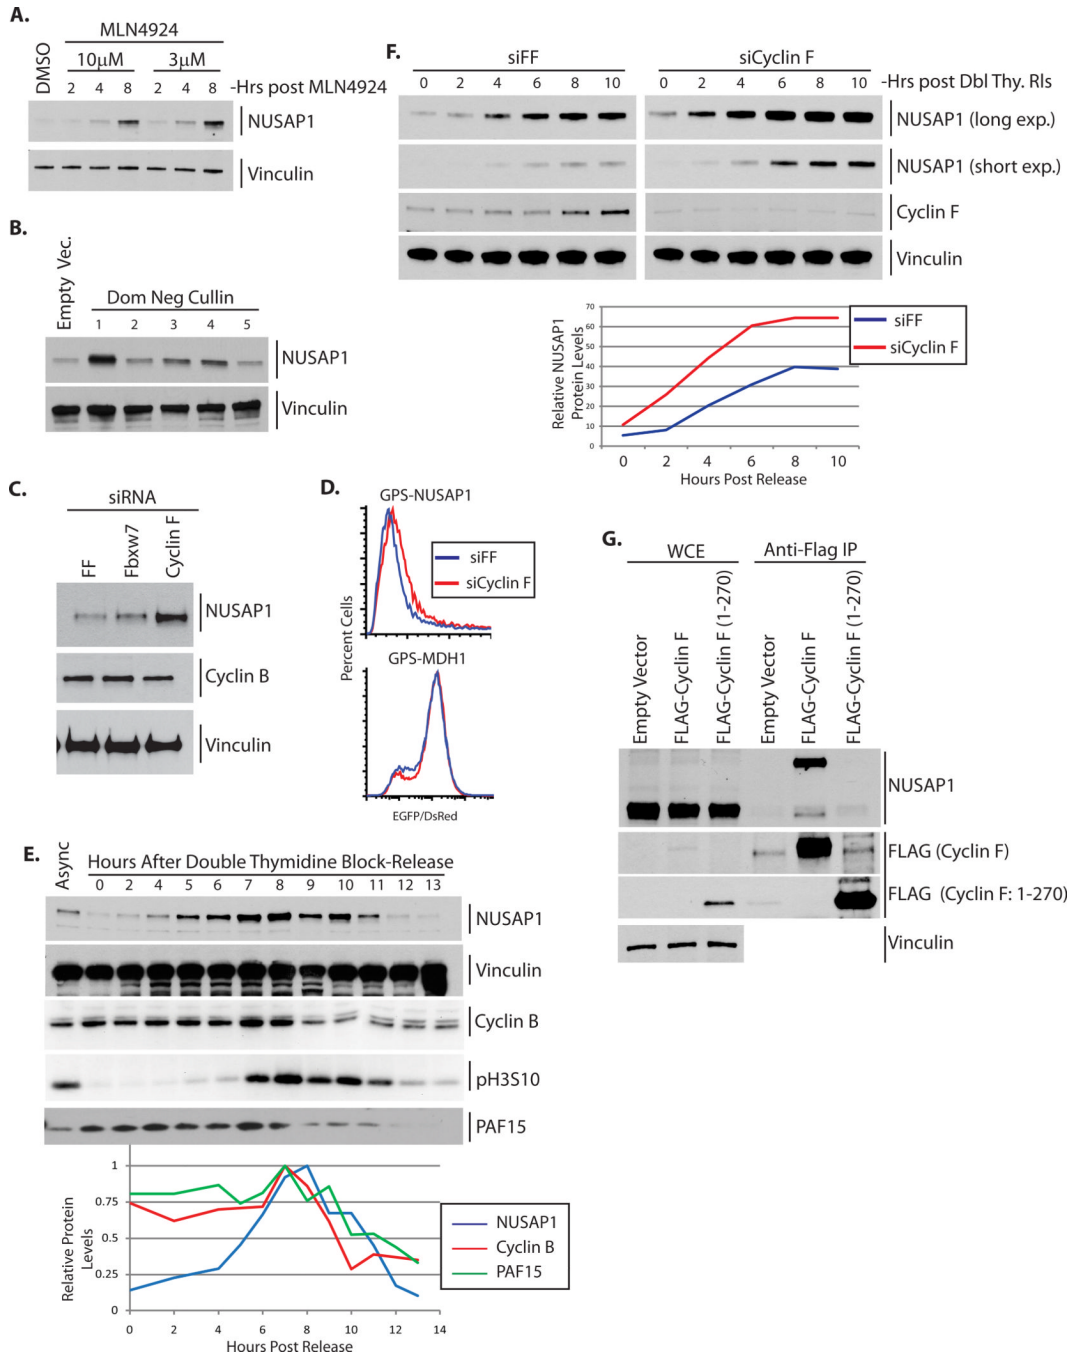 A.
MLN4924
DMSO
10µM 3µM
2 4 8 2 4 8 -Hrs post MLN4924
NUSAP1
Vinculin
B.
Empty Vec.
Dom Neg Cullin
1 2 3 4 5
NUSAP1
Vinculin
C.
siRNA
FF Fbxw7 Cyclin F
NUSAP1
Cyclin B
Vinculin
D.
GPS-NUSAP1
siFF
siCyclin F
Percent Cells
GPS-MDH1
EGFP/DsRed
E.
Async
Hours After Double Thymidine Block-Release
0 2 4 5 6 7 8 9 10 11 12 13
NUSAP1
Vinculin
Cyclin B
pH3S10
PAF15
Relative Protein
Levels
1
0.75
0.5
0.25
0
0 2 4 6 8 10 12 14
Hours Post Release
NUSAP1
Cyclin B
PAF15
F.
siFF siCyclin F
0 2 4 6 8 10 0 2 4 6 8 10 -Hrs post Dbl Thy. Rls
NUSAP1 (long exp.)
NUSAP1 (short exp.)
Cyclin F
Vinculin
Relative NUSAP1
Protein Levels
70
60
50
40
30
20
10
0
0 2 4 6 8 10
Hours Post Release
siFF
siCyclin F
G.
WCE Anti-Flag IP
Empty Vector FLAG-Cyclin F FLAG-Cyclin F (1-270) Empty Vector FLAG-Cyclin F FLAG-Cyclin F (1-270)
NUSAP1
FLAG (Cyclin F)
FLAG (Cyclin F: 1-270)
Vinculin